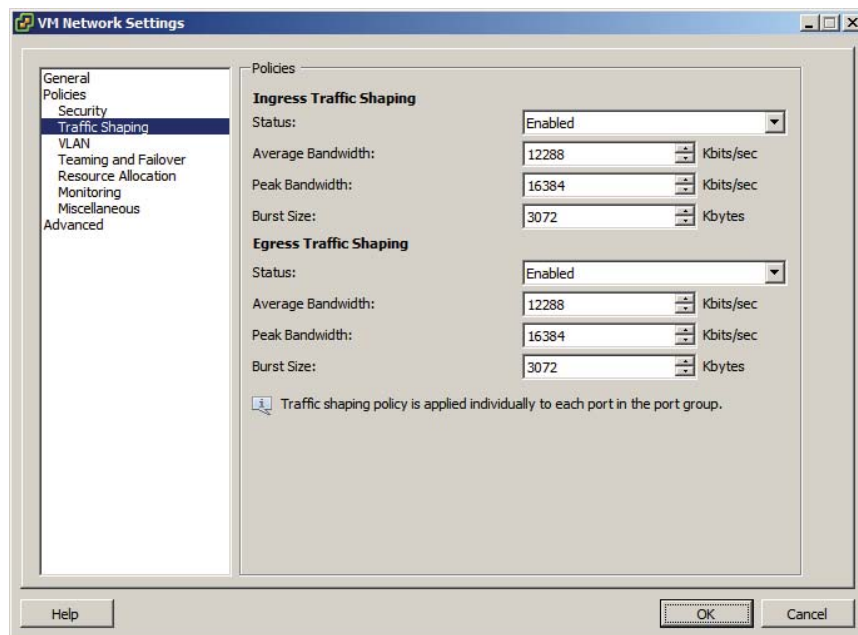 VM Network Settings
General
Policies
Security
Traffic Shaping
VLAN
Teaming and Failover
Resource Allocation
Monitoring
Miscellaneous
Advanced
Policies
Ingress Traffic Shaping
Status: Enabled
Average Bandwidth: 12288 Kbits/sec
Peak Bandwidth: 16384 Kbits/sec
Burst Size: 3072 Kbytes
Egress Traffic Shaping
Status: Enabled
Average Bandwidth: 12288 Kbits/sec
Peak Bandwidth: 16384 Kbits/sec
Burst Size: 3072 Kbytes
Traffic shaping policy is applied individually to each port in the port group.
Help OK Cancel